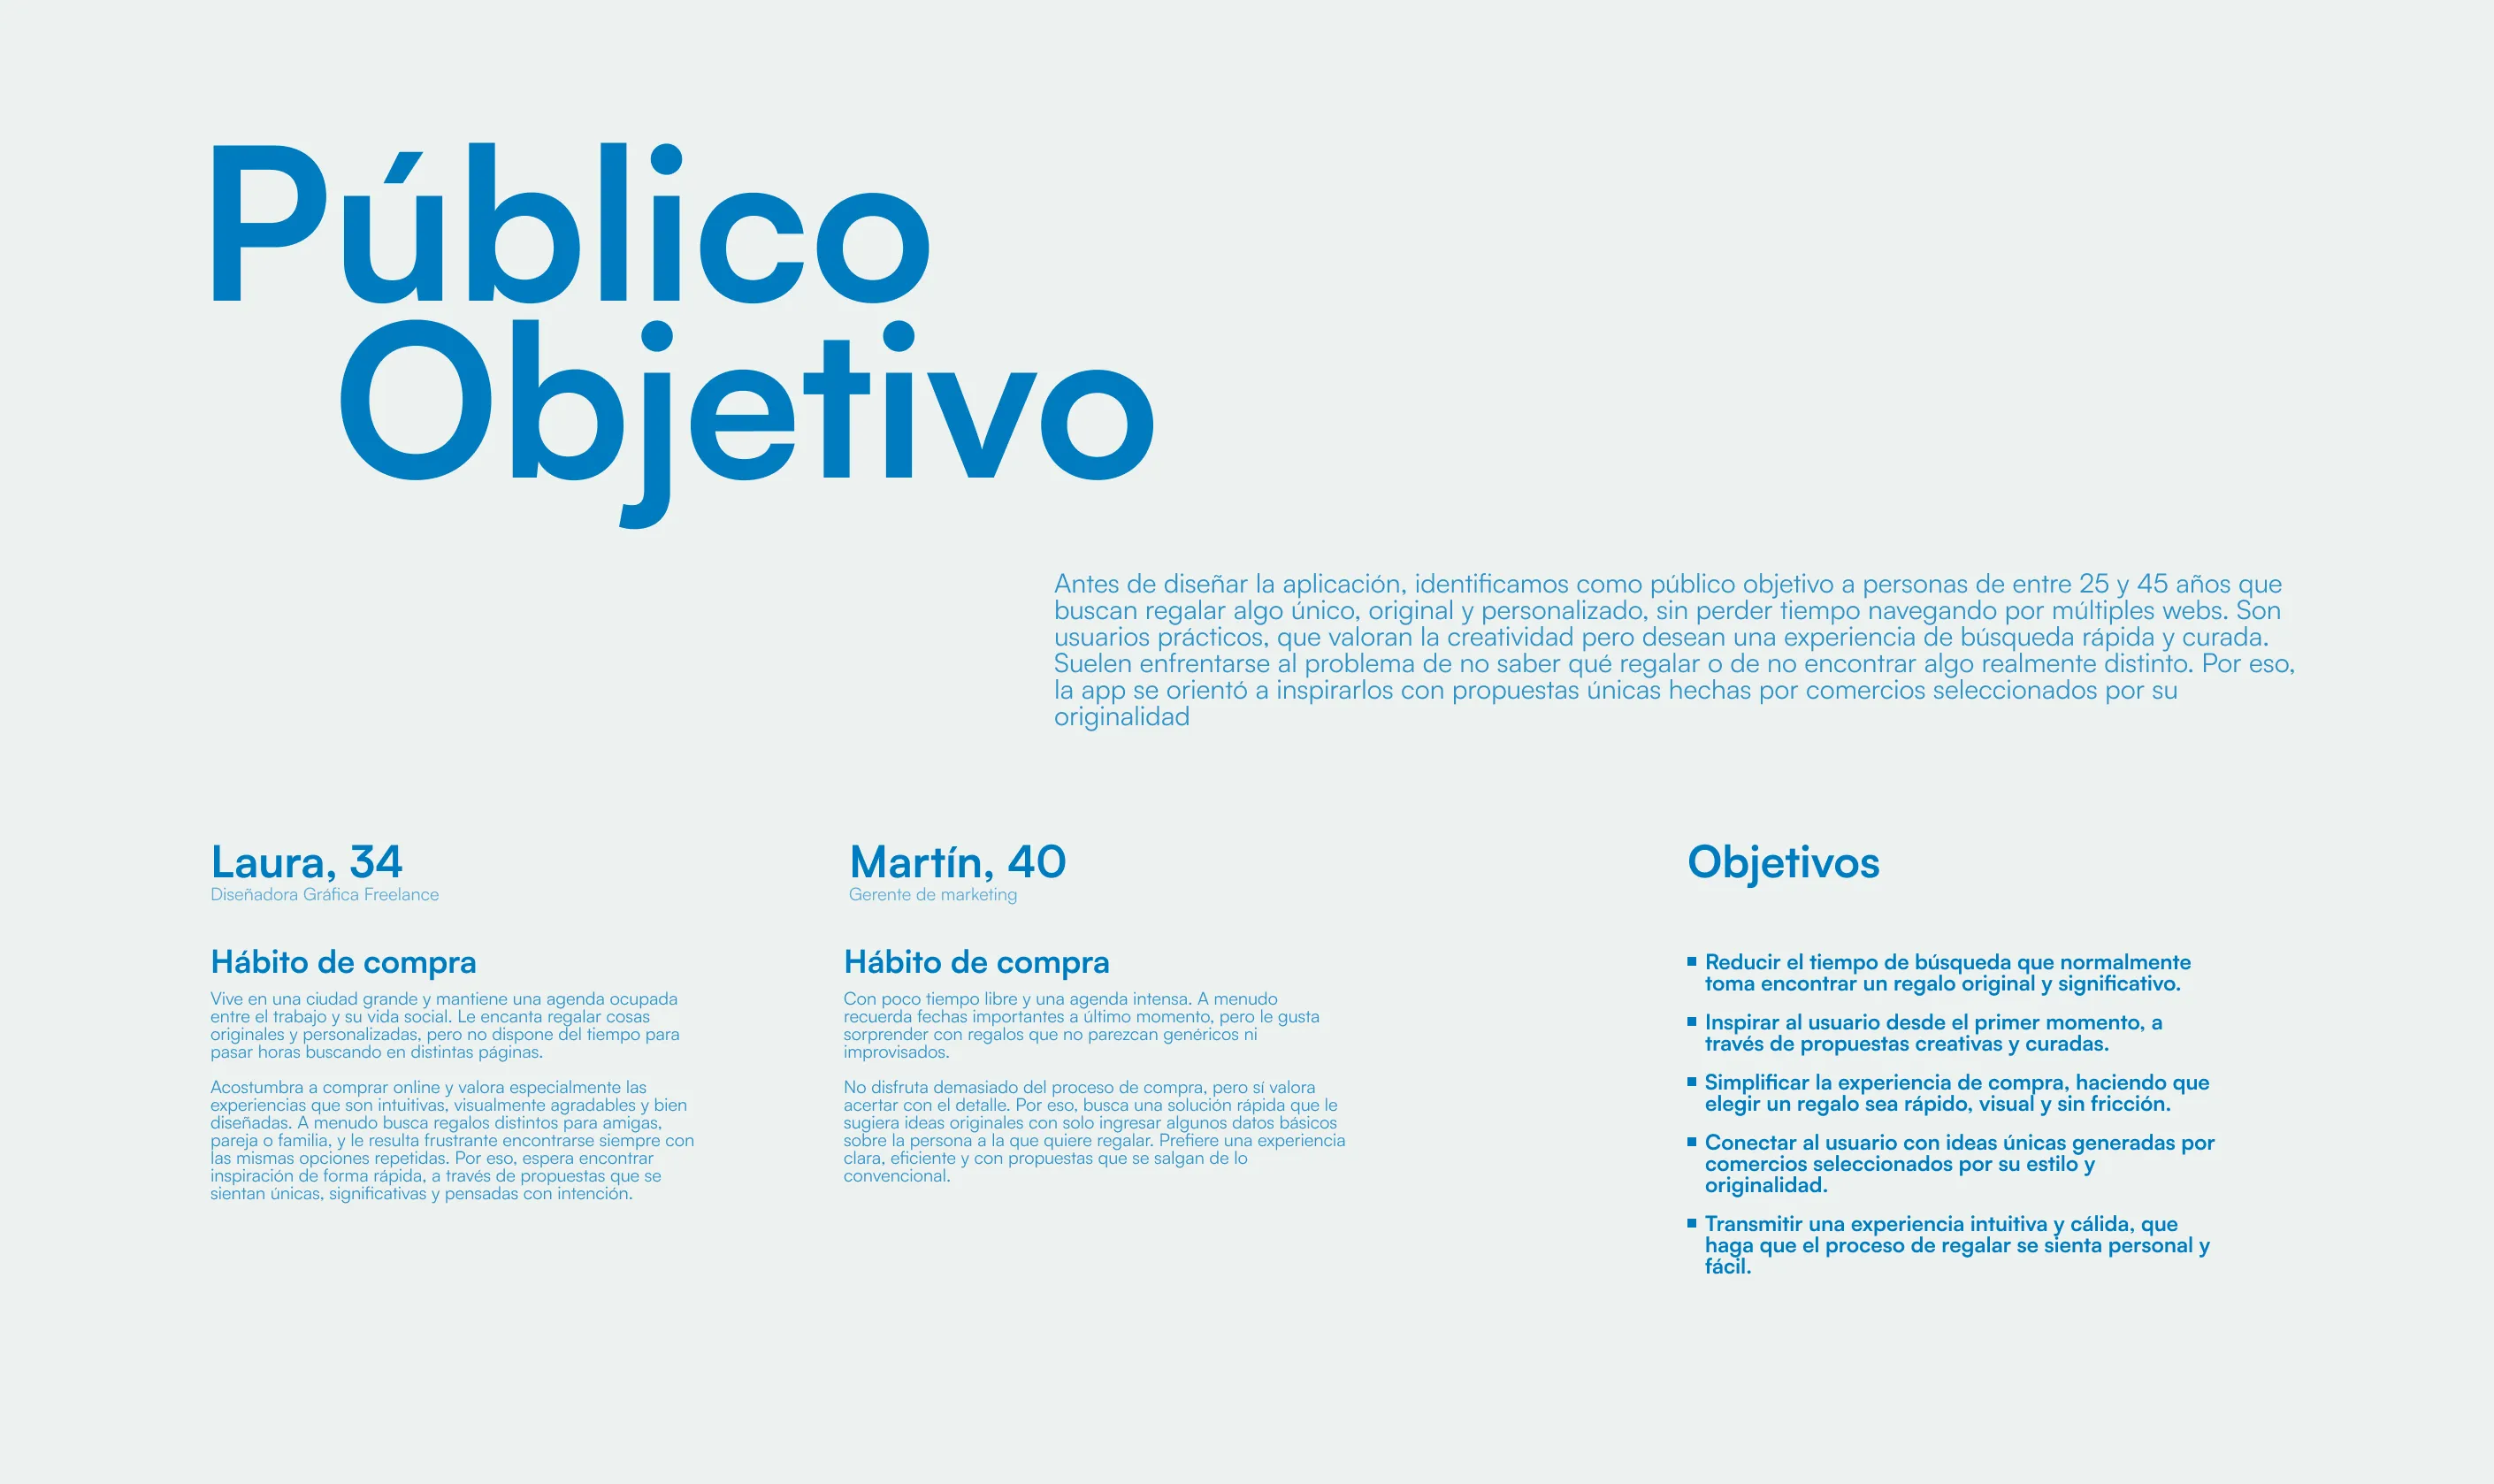 Público
Objetivo
Antes de diseñar la aplicación, identificamos como público objetivo a personas de entre 25 y 45 años que
buscan regalar algo único, original y personalizado, sin perder tiempo navegando por múltiples webs. Son
usuarios prácticos, que valoran la creatividad pero desean una experiencia de búsqueda rápida y curada.
Suelen enfrentarse al problema de no saber qué regalar o de no encontrar algo realmente distinto. Por eso,
la app se orientó a inspirarlos con propuestas únicas hechas por comercios seleccionados por su
originalidad
Laura, 34
Diseñadora Gráfica Freelance
Hábito de compra
Vive en una ciudad grande y mantiene una agenda ocupada
entre el trabajo y su vida social. Le encanta regalar cosas
originales y personalizadas, pero no dispone del tiempo para
pasar horas buscando en distintas páginas.
Acostumbra a comprar online y valora especialmente las
experiencias que son intuitivas, visualmente agradables y bien
diseñadas. A menudo busca regalos distintos para amigas,
pareja o familia, y le resulta frustrante encontrarse siempre con
las mismas opciones repetidas. Por eso, espera encontrar
inspiración de forma rápida, a través de propuestas que se
sientan únicas, significativas y pensadas con intención.
Martín, 40
Gerente de marketing
Hábito de compra
Con poco tiempo libre y una agenda intensa. A menudo
recuerda fechas importantes a último momento, pero le gusta
sorprender con regalos que no parezcan genéricos ni
improvisados.
No disfruta demasiado del proceso de compra, pero sí valora
acertar con el detalle. Por eso, busca una solución rápida que le
sugiera ideas originales con solo ingresar algunos datos básicos
sobre la persona a la que quiere regalar. Prefiere una experiencia
clara, eficiente y con propuestas que se salgan de lo
convencional.
Objetivos
▪ Reducir el tiempo de búsqueda que normalmente
toma encontrar un regalo original y significativo.
▪ Inspirar al usuario desde el primer momento, a
través de propuestas creativas y curadas.
▪ Simplificar la experiencia de compra, haciendo que
elegir un regalo sea rápido, visual y sin fricción.
▪ Conectar al usuario con ideas únicas generadas por
comercios seleccionados por su estilo y
originalidad.
▪ Transmitir una experiencia intuitiva y cálida, que
haga que el proceso de regalar se sienta personal y
fácil.